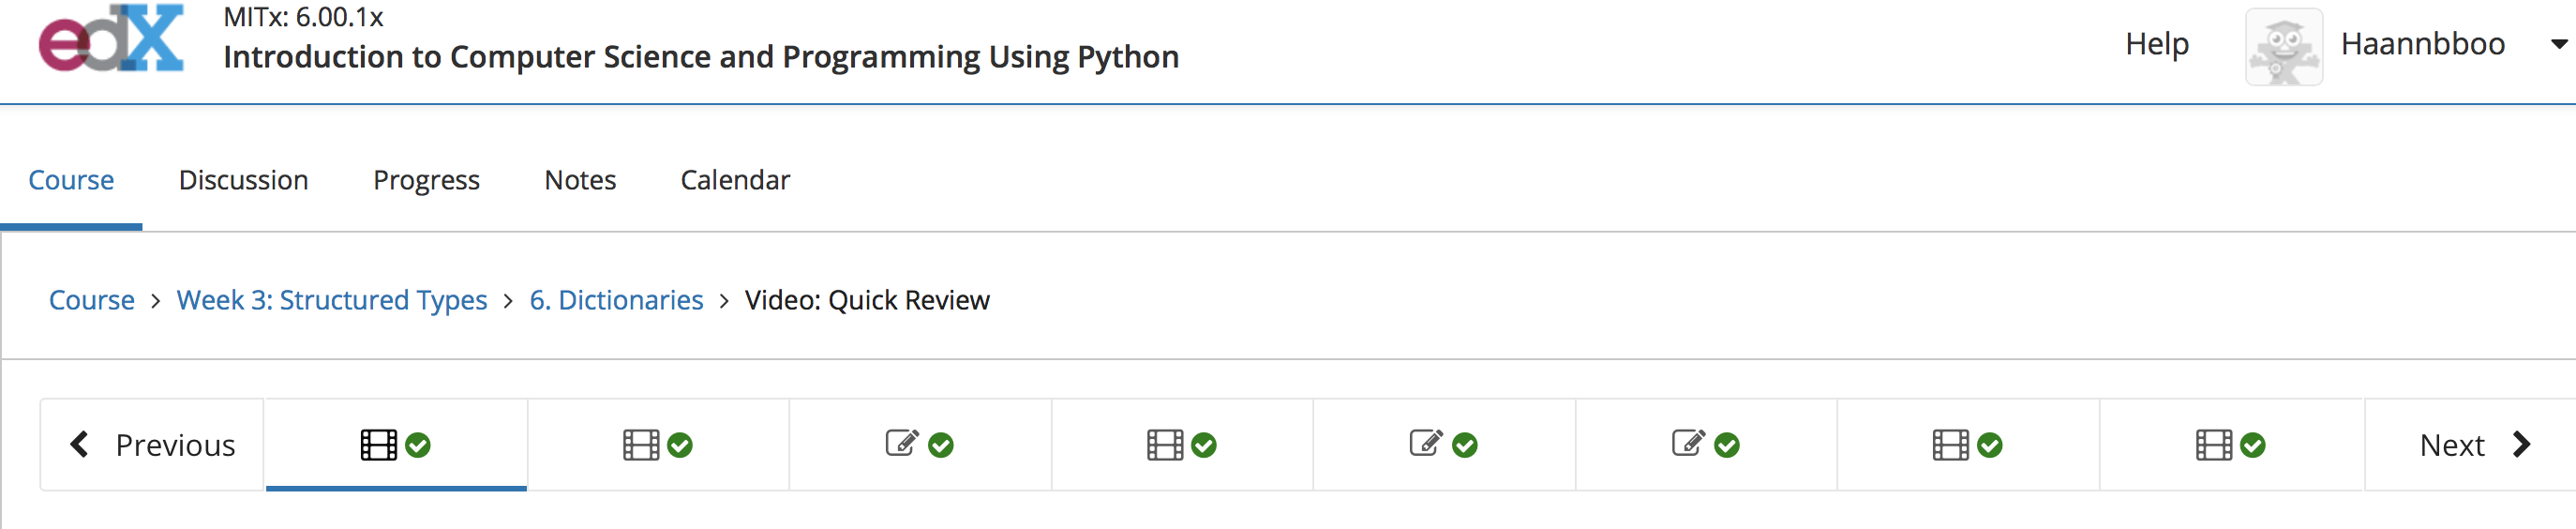 edX
MITx: 6.00.1x
Introduction to Computer Science and Programming Using Python
Help
Haannbboo
Course Discussion Progress Notes Calendar
Course > Week 3: Structured Types > 6. Dictionaries > Video: Quick Review
Previous
Next